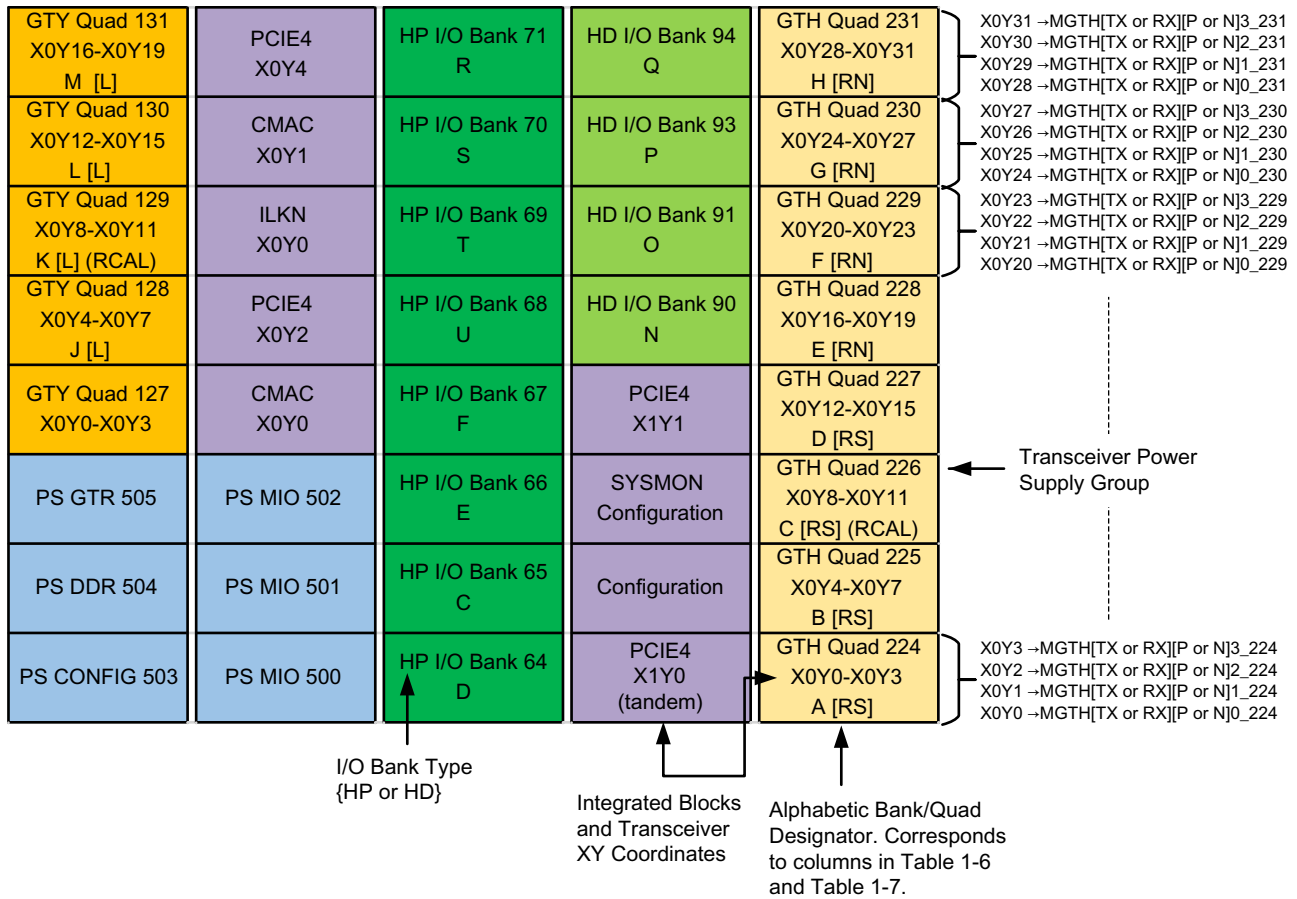 GTY Quad 131
X0Y16-X0Y19
M [L]
PCIE4
X0Y4
HP I/O Bank 71
R
HD I/O Bank 94
Q
GTH Quad 231
X0Y28-X0Y31
H [RN]
X0Y31→MGTH[TX or RX][P or N]3_231
X0Y30→MGTH[TX or RX][P or N]2_231
X0Y29→MGTH[TX or RX][P or N]1_231
X0Y28→MGTH[TX or RX][P or N]0_231
GTY Quad 130
X0Y12-X0Y15
L [L]
CMAC
X0Y1
HP I/O Bank 70
S
HD I/O Bank 93
P
GTH Quad 230
X0Y24-X0Y27
G [RN]
X0Y27→MGTH[TX or RX][P or N]3_230
X0Y26→MGTH[TX or RX][P or N]2_230
X0Y25→MGTH[TX or RX][P or N]1_230
X0Y24→MGTH[TX or RX][P or N]0_230
GTY Quad 129
X0Y8-X0Y11
K [L] (RCAL)
ILKN
X0Y0
HP I/O Bank 69
T
HD I/O Bank 91
O
GTH Quad 229
X0Y20-X0Y23
F [RN]
X0Y23→MGTH[TX or RX][P or N]3_229
X0Y22→MGTH[TX or RX][P or N]2_229
X0Y21→MGTH[TX or RX][P or N]1_229
X0Y20→MGTH[TX or RX][P or N]0_229
GTY Quad 128
X0Y4-X0Y7
J [L]
PCIE4
X0Y2
HP I/O Bank 68
U
HD I/O Bank 90
N
GTH Quad 228
X0Y16-X0Y19
E [RN]
GTY Quad 127
X0Y0-X0Y3
CMAC
X0Y0
HP I/O Bank 67
F
PCIE4
X1Y1
GTH Quad 227
X0Y12-X0Y15
D [RS]
PS GTR 505
PS MIO 502
HP I/O Bank 66
E
SYSMON
Configuration
GTH Quad 226
X0Y8-X0Y11
C [RS] (RCAL)
Transceiver Power
Supply Group
PS DDR 504
PS MIO 501
HP I/O Bank 65
C
Configuration
GTH Quad 225
X0Y4-X0Y7
B [RS]
PS CONFIG 503
PS MIO 500
HP I/O Bank 64
D
PCIE4
X1Y0
(tandem)
GTH Quad 224
X0Y0-X0Y3
A [RS]
X0Y3→MGTH[TX or RX][P or N]3_224
X0Y2→MGTH[TX or RX][P or N]2_224
X0Y1→MGTH[TX or RX][P or N]1_224
X0Y0→MGTH[TX or RX][P or N]0_224
I/O Bank Type
{HP or HD}
Integrated Blocks
and Transceiver
XY Coordinates
Alphabetic Bank/Quad
Designator. Corresponds
to columns in Table 1-6
and Table 1-7.